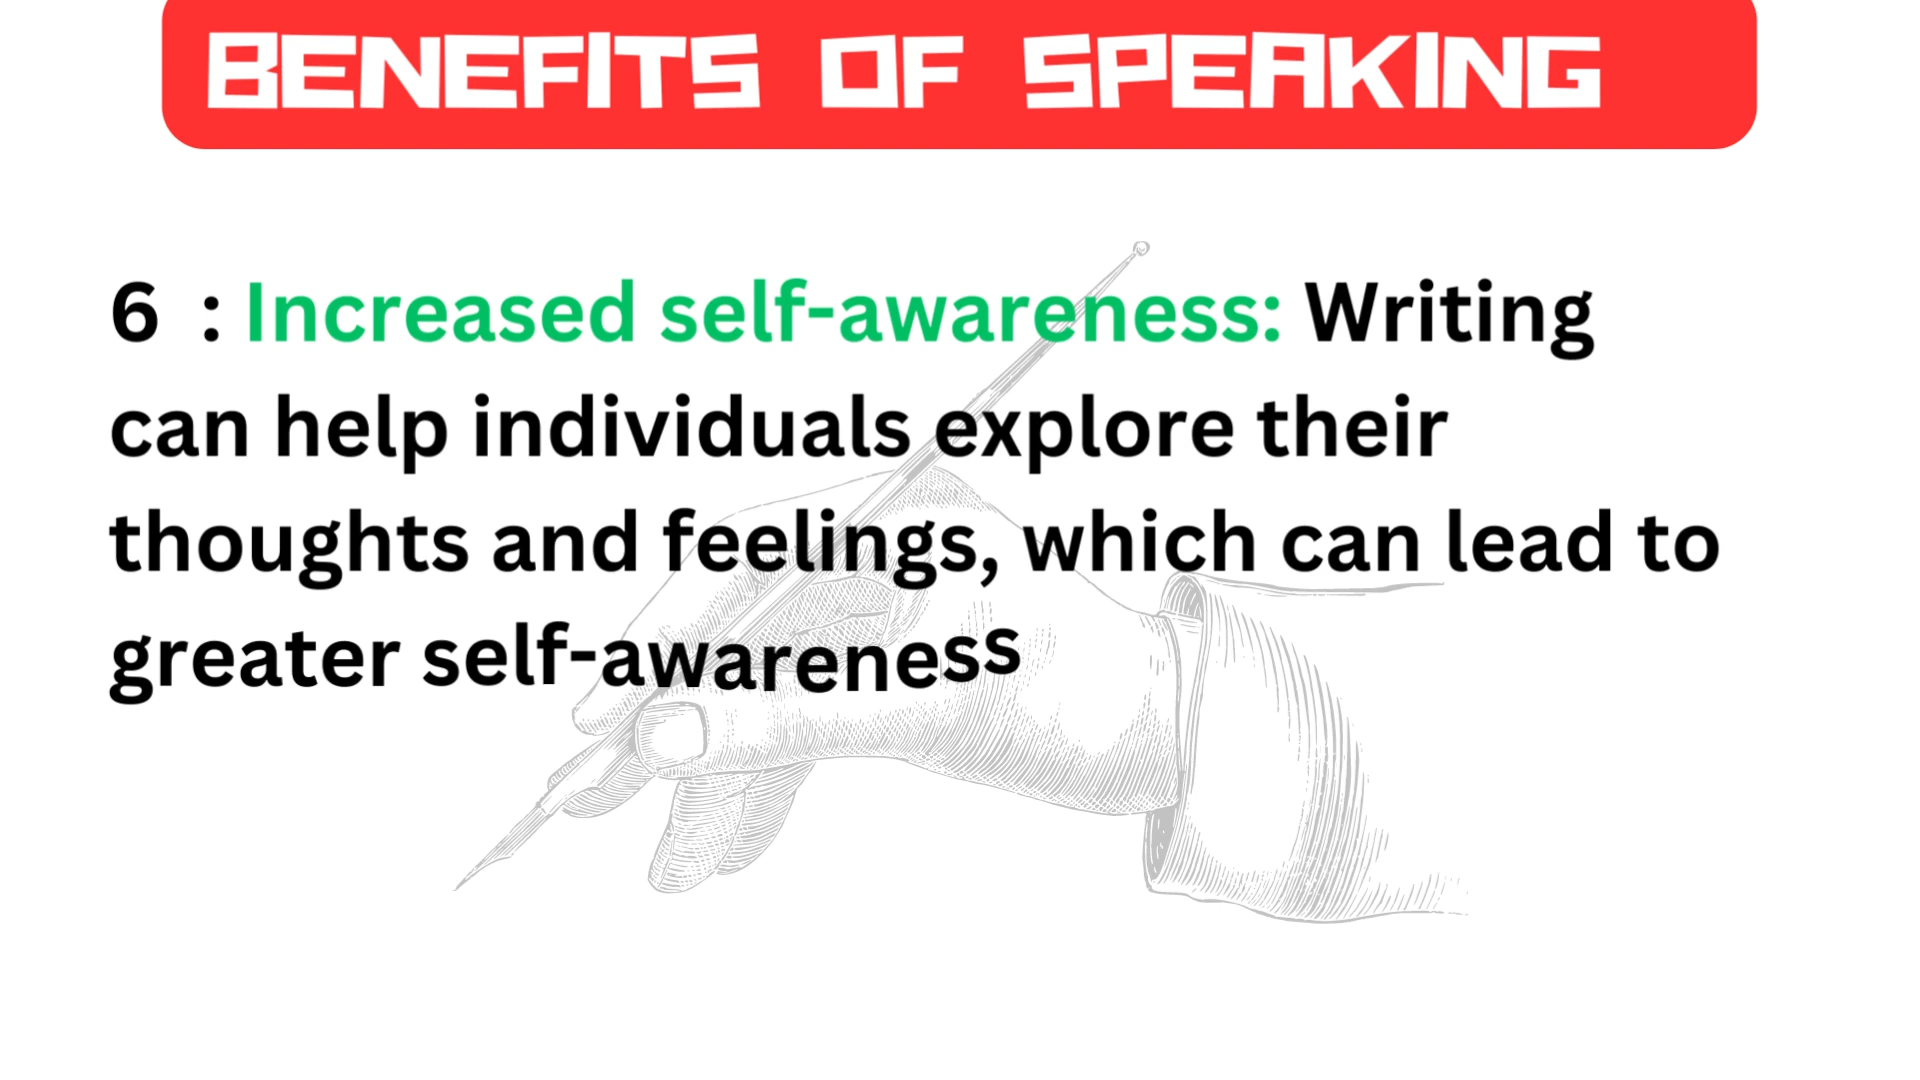 BENEFITS OF SPEAKING
6 : Increased self-awareness: Writing
can help individuals explore their
thoughts and feelings, which can lead to
greater self-awareness